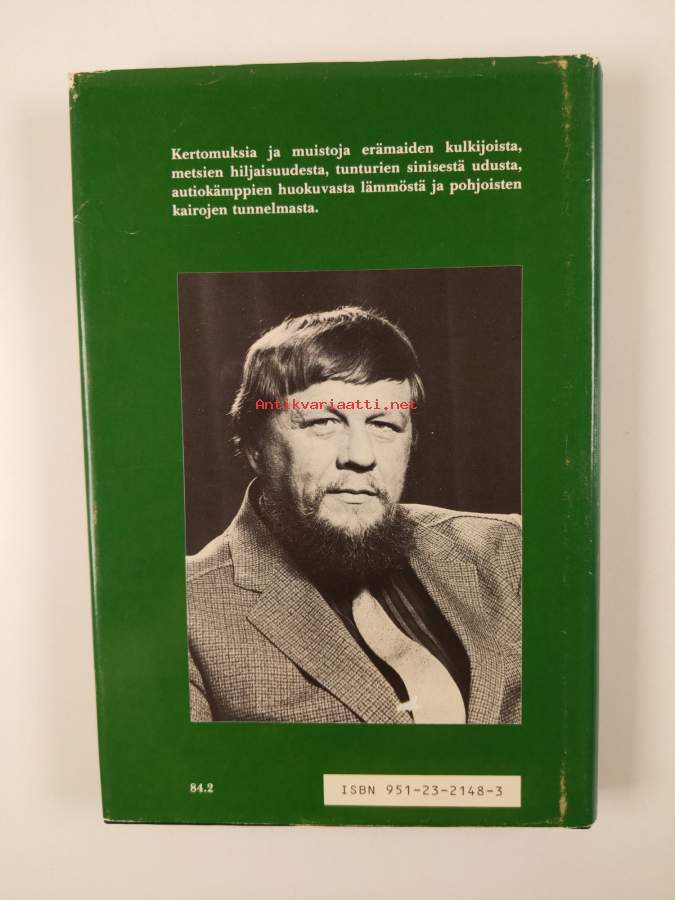 Kertomuksia ja muistoja erämaiden kulkijoista,
metsien hiljaisuudesta, tunturien sinisestä udusta,
autiokämppien huokuvasta lämmöstä ja pohjoisten
kairojen tunnelmasta.
Antikvariaatti.net
84.2
ISBN 951-23-2148-3